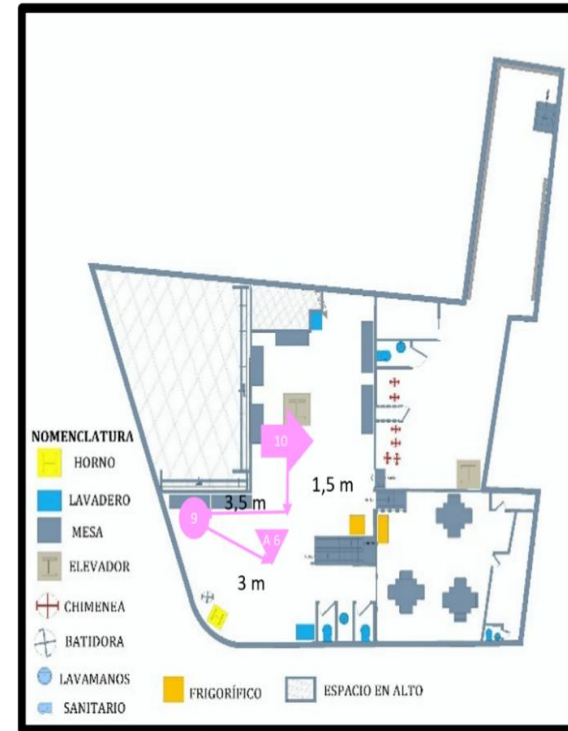 10
1,5 m
3,5 m
9
A 6
3 m
NOMENCLATURA
HORNO
LAVADERO
MESA
ELEVADOR
CHIMENEA
BATIDORA
LAVAMANOS
SANITARIO
FRIGORÍFICO
ESPACIO EN ALTO